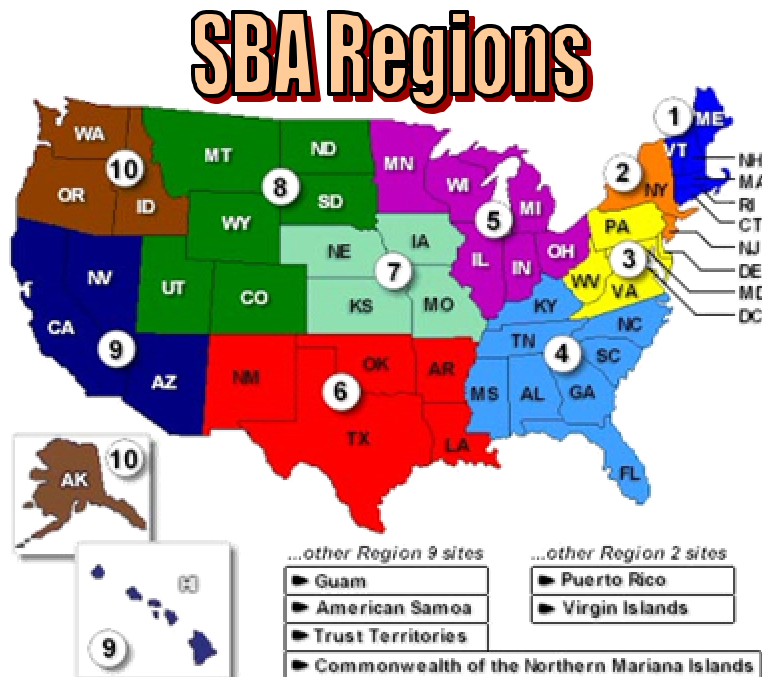 SBA Regions
1
ME
WA
VT
MT
ND
MN
NH
10
2
WI
MA
8
NY
OR
ID
SD
MI
RI
WY
5
PA
CT
NE
IA
OH
NJ
NV
IL
IN
3
7
WV
DE
UT
CO
VA
MD
KS
MO
KY
DC
CA
NC
TN
9
4
SC
NM
OK
AR
AZ
6
MS
AL
GA
TX
LA
10
FL
AK
...other Region 9 sites
...other Region 2 sites
Guam
Puerto Rico
American Samoa
Virgin Islands
Trust Territories
9
Commonwealth of the Northern Mariana Islands